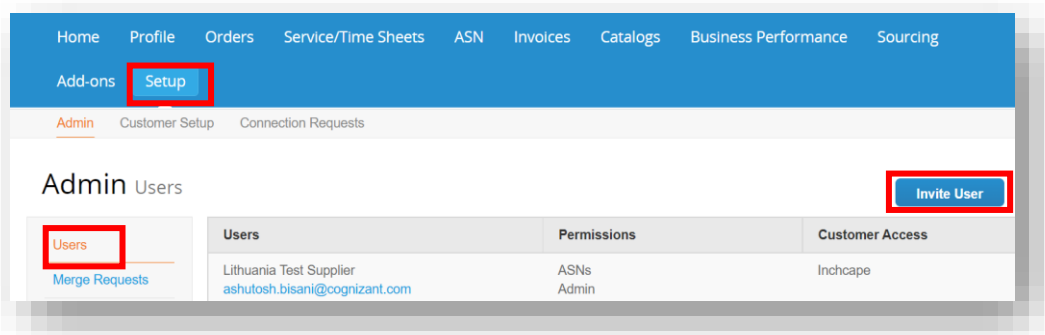 Home Profile Orders Service/Time Sheets ASN Invoices Catalogs Business Performance Sourcing
Add-ons Setup
Admin Customer Setup Connection Requests
Admin Users
Invite User
Users
Merge Requests
Users Permissions Customer Access
Lithuania Test Supplier ASNs Inchcape
ashutosh.bisani@cognizant.com Admin